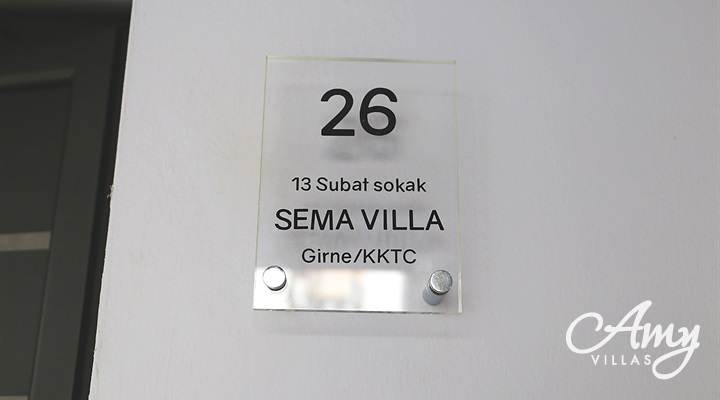 26
13 Subat sokak
SEMA VILLA
Girne/KKTC
Amy
VILLAS